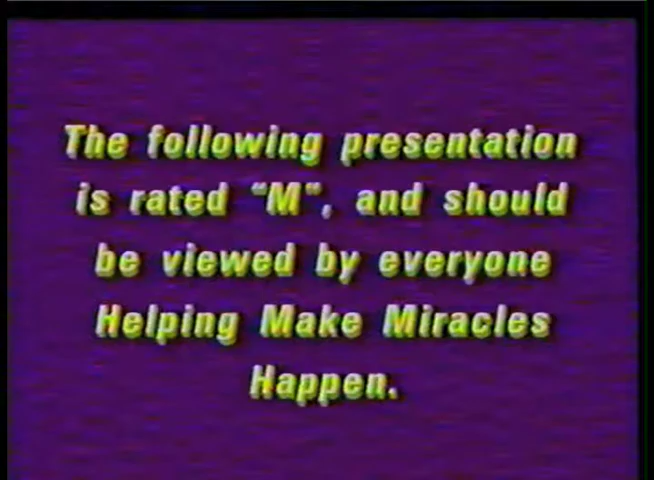 The following presentation
is rated "M", and should
be viewed by everyone
Helping Make Miracles
Happen.